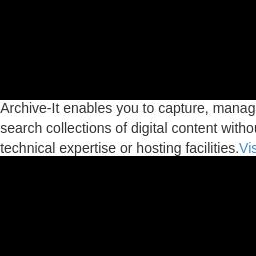 Archive-It enables you to capture, manag
search collections of digital content withou
technical expertise or hosting facilities.Vis